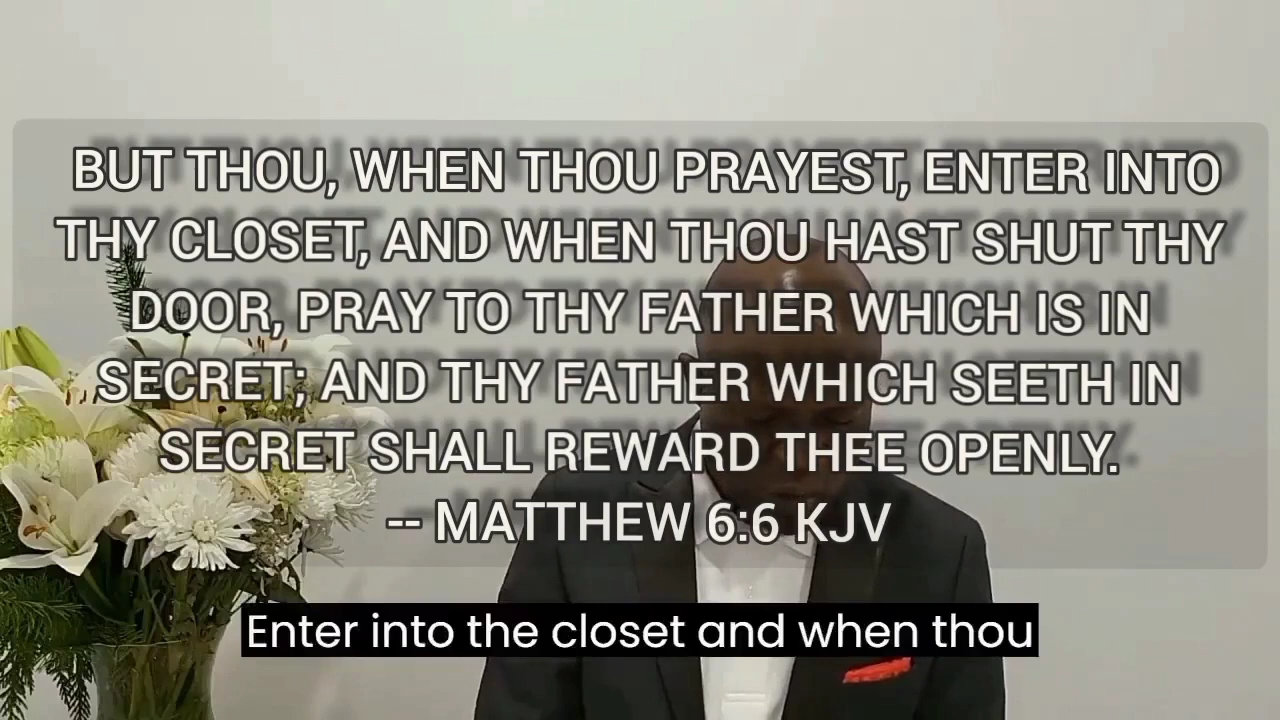 BUT THOU, WHEN THOU PRAYEST, ENTER INTO
THY CLOSET, AND WHEN THOU HAST SHUT THY
DOOR, PRAY TO THY FATHER WHICH IS IN
SECRET; AND THY FATHER WHICH SEETH IN
SECRET SHALL REWARD THEE OPENLY.
-- MATTHEW 6:6 KJV
Enter into the closet and when thou